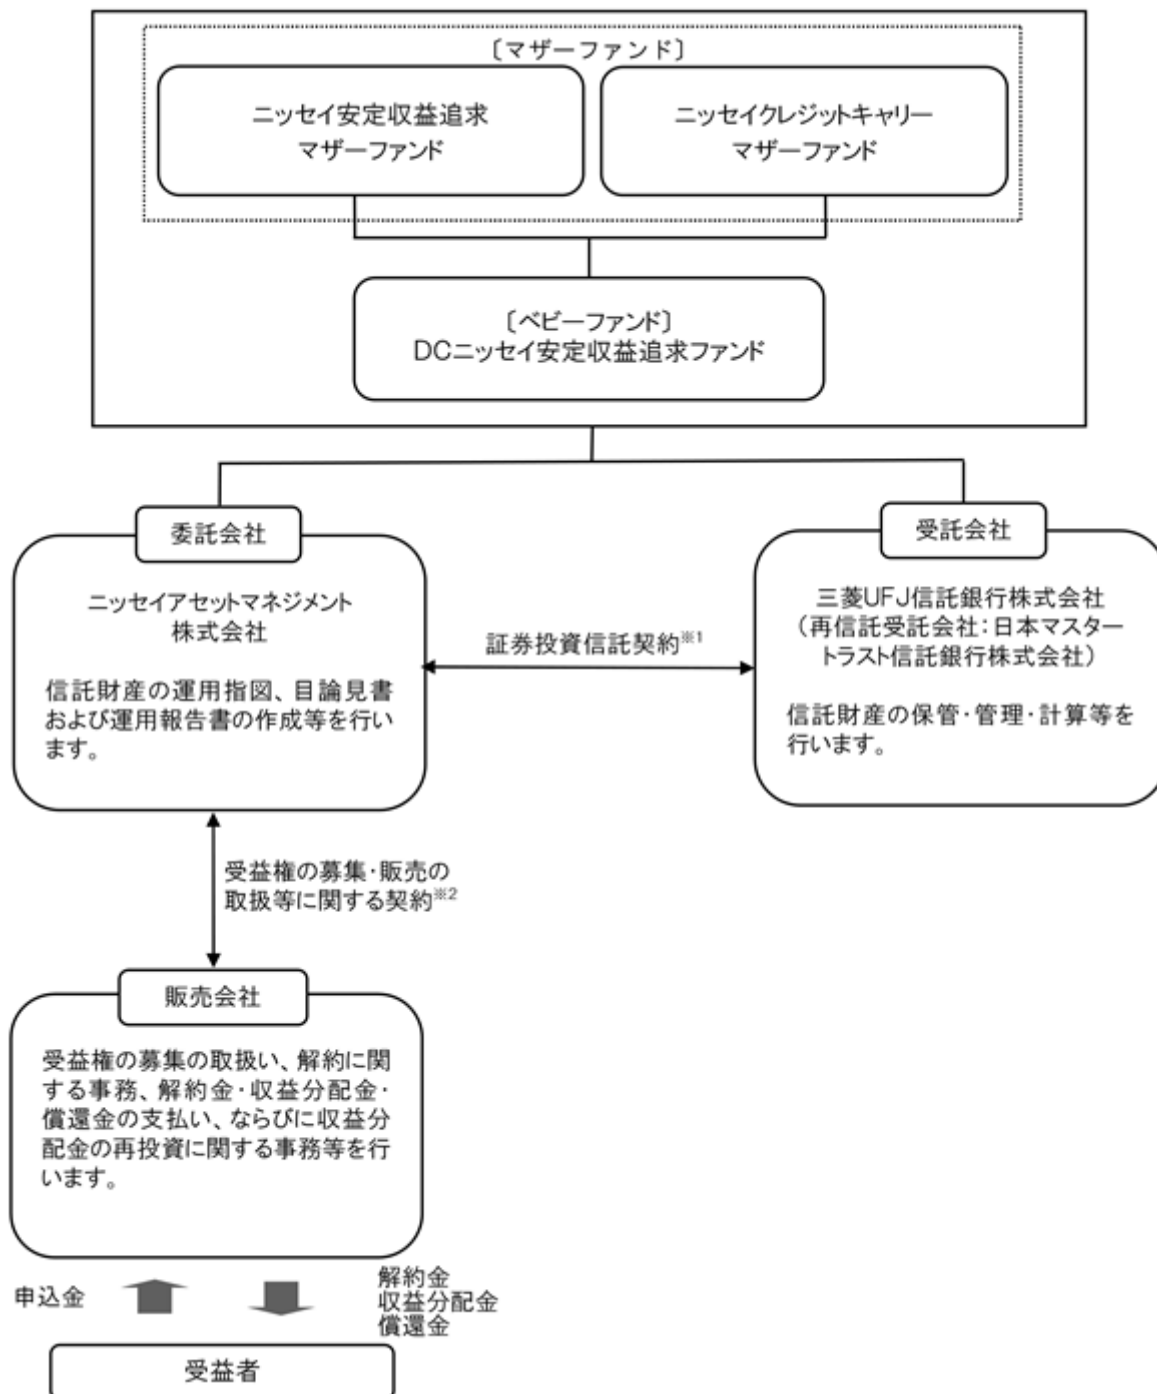 〔マザーファンド〕
ニッセイ安定収益追求
マザーファンド
ニッセイクレジットキャリー
マザーファンド
〔ベビーファンド〕
DCニッセイ安定収益追求ファンド
委託会社
ニッセイアセットマネジメント
株式会社
信託財産の運用指図、目論見書
および運用報告書の作成等を行い
ます。
証券投資信託契約※1
受託会社
三菱UFJ信託銀行株式会社
（再信託受託会社：日本マスター
トラスト信託銀行株式会社）
信託財産の保管・管理・計算等を
行います。
受益権の募集・販売の
取扱等に関する契約※2
販売会社
受益権の募集の取扱い、解約に関
する事務、解約金・収益分配金・
償還金の支払い、ならびに収益分
配金の再投資に関する事務等を行
います。
申込金
解約金
収益分配金
償還金
受益者